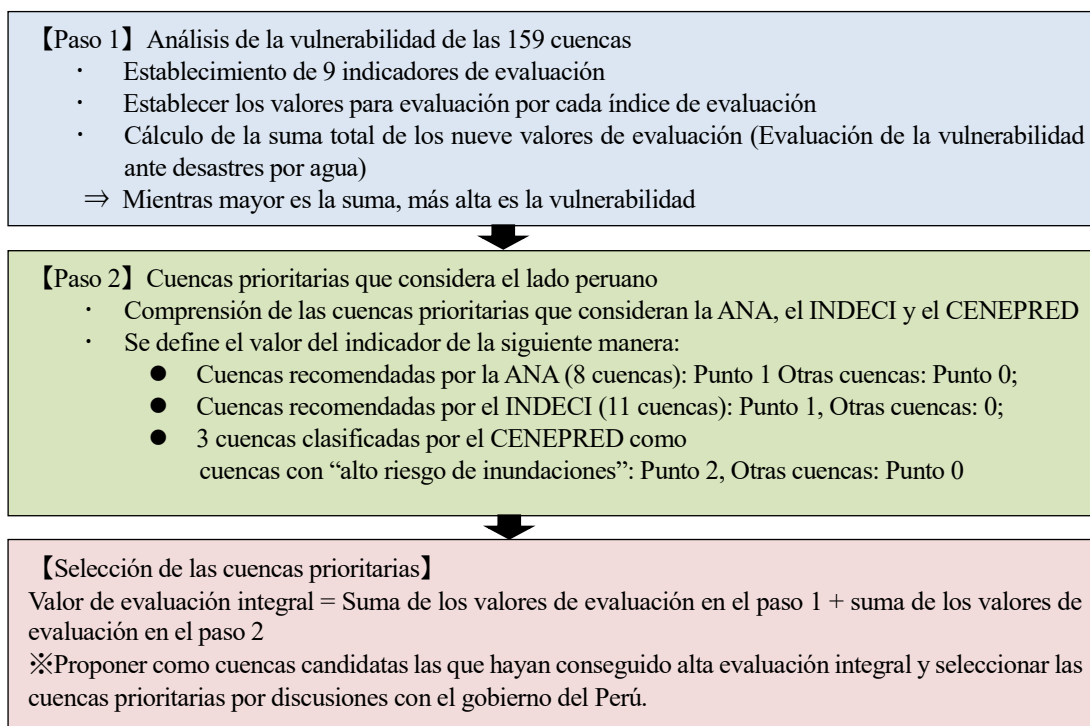 【Paso 1】Análisis de la vulnerabilidad de las 159 cuencas
・ Establecimiento de 9 indicadores de evaluación
・ Establecer los valores para evaluación por cada índice de evaluación
・ Cálculo de la suma total de los nueve valores de evaluación (Evaluación de la vulnerabilidad
ante desastres por agua)
⇒ Mientras mayor es la suma, más alta es la vulnerabilidad
【Paso 2】Cuencas prioritarias que considera el lado peruano
・ Comprensión de las cuencas prioritarias que consideran la ANA, el INDECI y el CENEPRED
・ Se define el valor del indicador de la siguiente manera:
● Cuencas recomendadas por la ANA (8 cuencas): Punto 1 Otras cuencas: Punto 0;
● Cuencas recomendadas por el INDECI (11 cuencas): Punto 1, Otras cuencas: 0;
● 3 cuencas clasificadas por el CENEPRED como
cuencas con “alto riesgo de inundaciones”: Punto 2, Otras cuencas: Punto 0
【Selección de las cuencas prioritarias】
Valor de evaluación integral = Suma de los valores de evaluación en el paso 1 + suma de los valores de
evaluación en el paso 2
※Proponer como cuencas candidatas las que hayan conseguido alta evaluación integral y seleccionar las
cuencas prioritarias por discusiones con el gobierno del Perú.